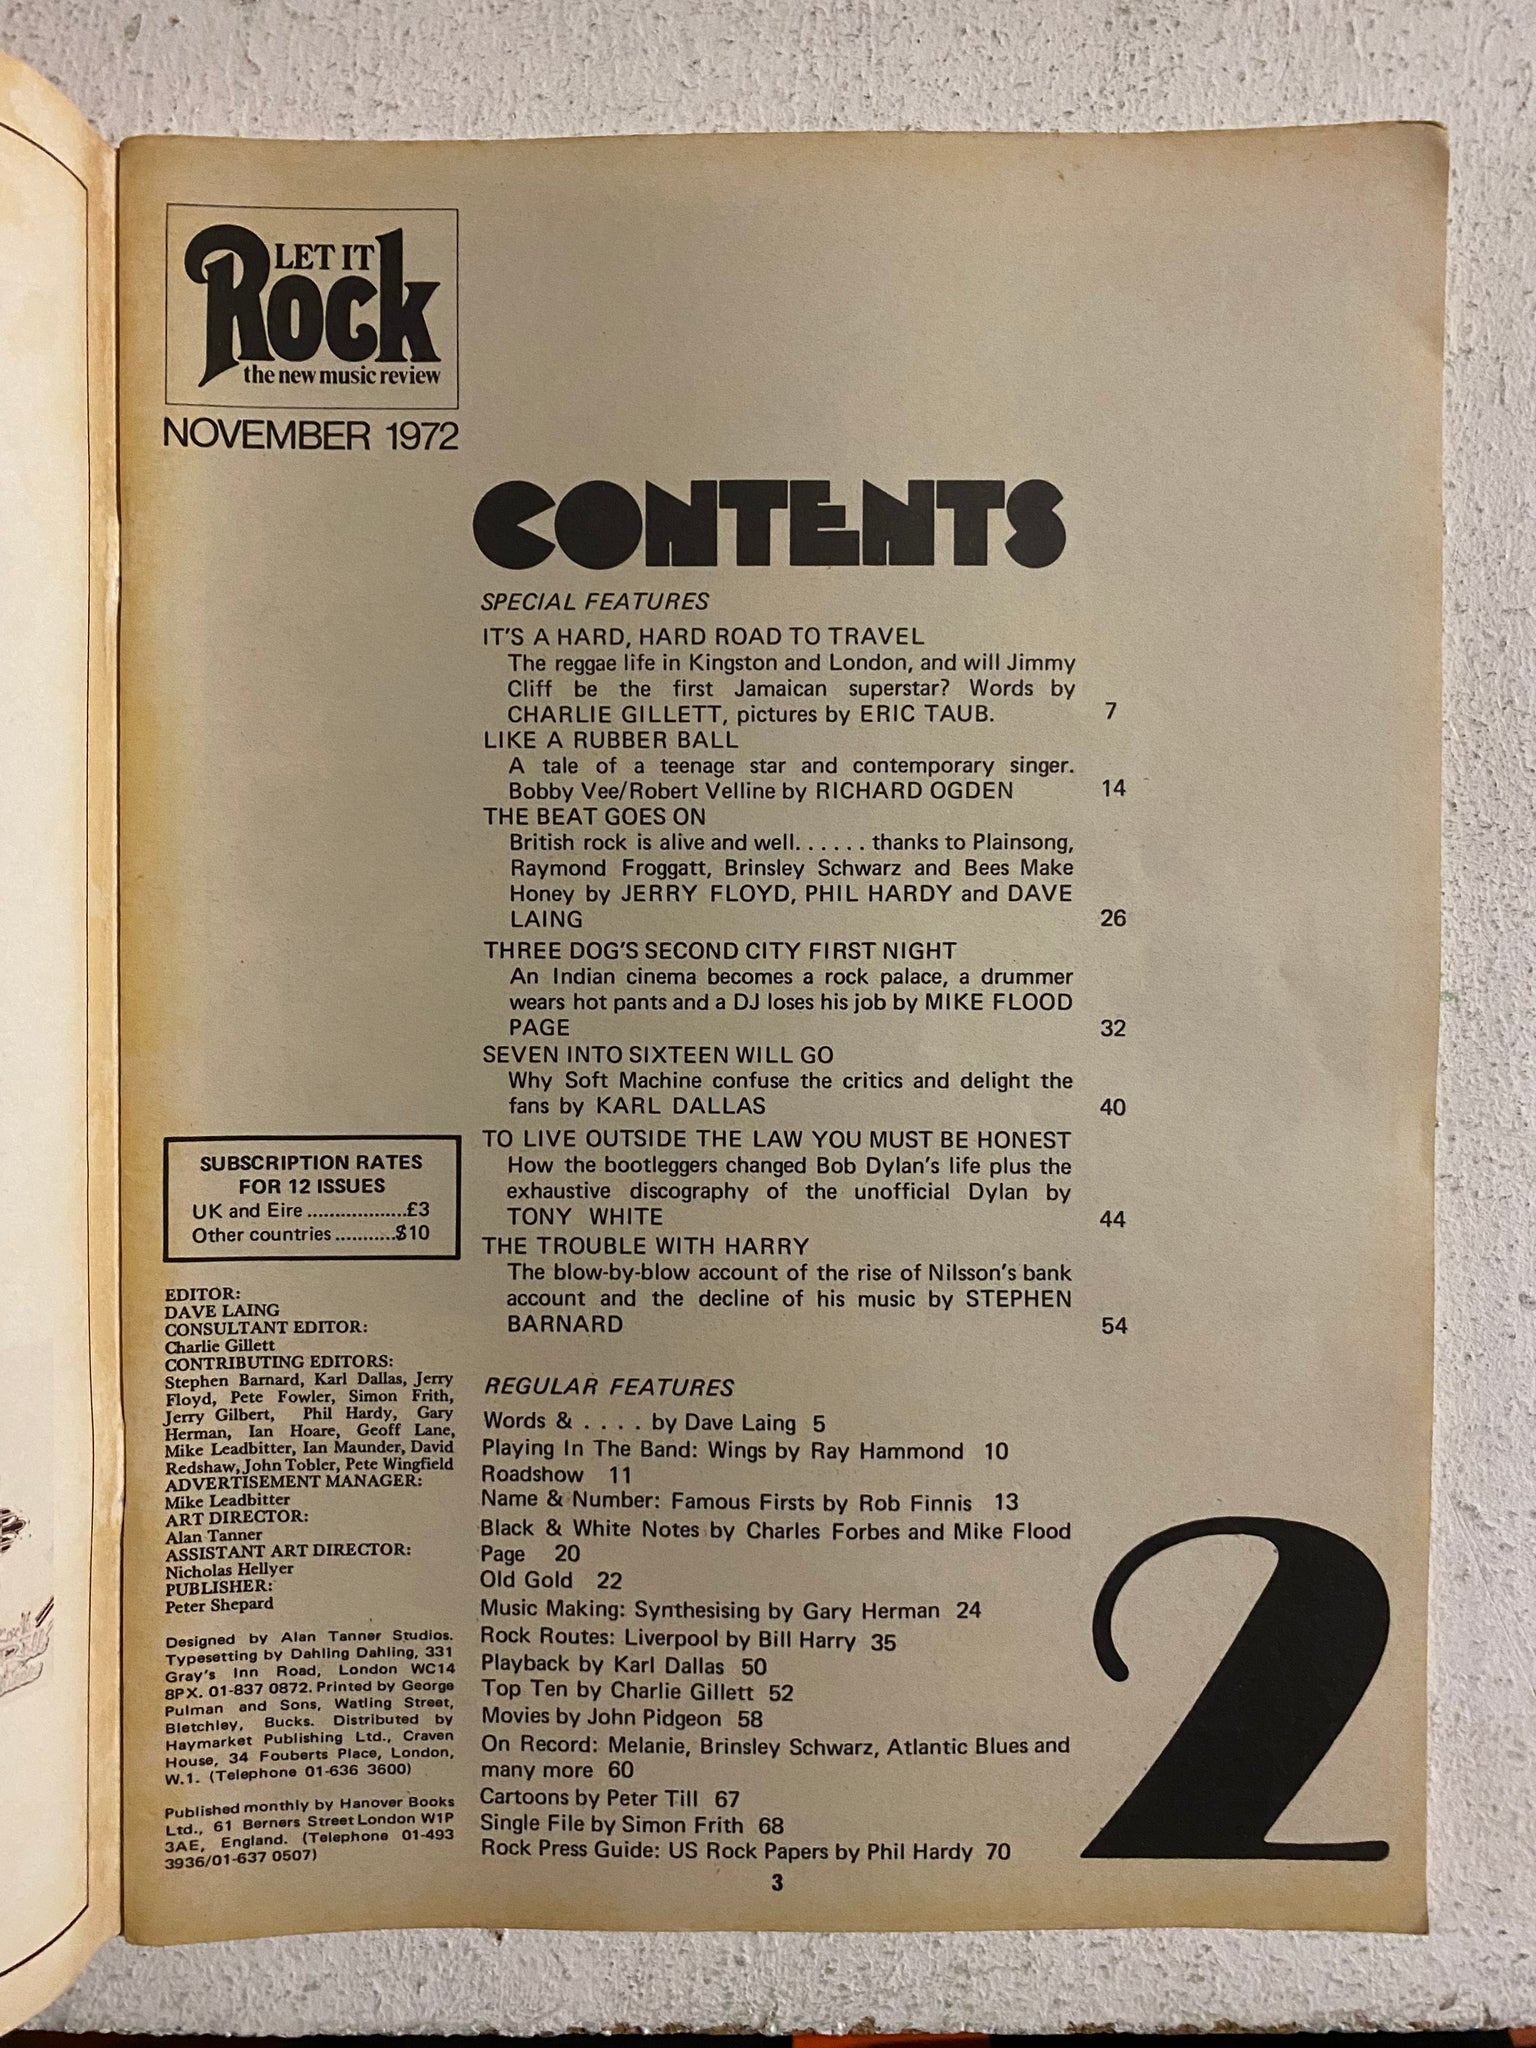 LET IT
Rock
the new music review
NOVEMBER 1972
CONTENTS
SPECIAL FEATURES
IT'S A HARD, HARD ROAD TO TRAVEL
The reggae life in Kingston and London, and will Jimmy
Cliff be the first Jamaican superstar? Words by
CHARLIE GILLETT, pictures by ERIC TAUB. 7
LIKE A RUBBER BALL
A tale of a teenage star and contemporary singer.
Bobby Vee/Robert Velline by RICHARD OGDEN 14
THE BEAT GOES ON
British rock is alive and well. . . . . . thanks to Plainsong,
Raymond Froggatt, Brinsley Schwarz and Bees Make
Honey by JERRY FLOYD, PHIL HARDY and DAVE
LAING 26
THREE DOG'S SECOND CITY FIRST NIGHT
An Indian cinema becomes a rock palace, a drummer
wears hot pants and a DJ loses his job by MIKE FLOOD
PAGE 32
SEVEN INTO SIXTEEN WILL GO
Why Soft Machine confuse the critics and delight the
fans by KARL DALLAS 40
TO LIVE OUTSIDE THE LAW YOU MUST BE HONEST
How the bootleggers changed Bob Dylan's life plus the
exhaustive discography of the unofficial Dylan by
TONY WHITE 44
THE TROUBLE WITH HARRY
The blow-by-blow account of the rise of Nilsson's bank
account and the decline of his music by STEPHEN
BARNARD 54
REGULAR FEATURES
Words & . . . . by Dave Laing 5
Playing In The Band: Wings by Ray Hammond 10
Roadshow 11
Name & Number: Famous Firsts by Rob Finnis 13
Black & White Notes by Charles Forbes and Mike Flood
Page 20
Old Gold 22
Music Making: Synthesising by Gary Herman 24
Rock Routes: Liverpool by Bill Harry 35
Playback by Karl Dallas 50
Top Ten by Charlie Gillett 52
Movies by John Pidgeon 58
On Record: Melanie, Brinsley Schwarz, Atlantic Blues and
many more 60
Cartoons by Peter Till 67
Single File by Simon Frith 68
Rock Press Guide: US Rock Papers by Phil Hardy 70
SUBSCRIPTION RATES
FOR 12 ISSUES
UK and Eire ..................£3
Other countries ...........$10
EDITOR:
DAVE LAING
CONSULTANT EDITOR:
Charlie Gillett
CONTRIBUTING EDITORS:
Stephen Barnard, Karl Dallas, Jerry
Floyd, Pete Fowler, Simon Frith,
Jerry Gilbert, Phil Hardy, Gary
Herman, Ian Hoare, Geoff Lane,
Mike Leadbitter, Ian Maunder, David
Redshaw, John Tobler, Pete Wingfield
ADVERTISEMENT MANAGER:
Mike Leadbitter
ART DIRECTOR:
Alan Tanner
ASSISTANT ART DIRECTOR:
Nicholas Hellyer
PUBLISHER:
Peter Shepard
Designed by Alan Tanner Studios.
Typesetting by Dahling Dahling, 331
Gray's Inn Road, London WC14
8PX. 01-837 0872. Printed by George
Pulman and Sons, Watling Street,
Bletchley, Bucks. Distributed by
Haymarket Publishing Ltd., Craven
House, 34 Fouberts Place, London,
W.1. (Telephone 01-636 3600)
Published monthly by Hanover Books
Ltd., 61 Berners Street London W1P
3AE, England. (Telephone 01-493
3936/01-637 0507)
2
3